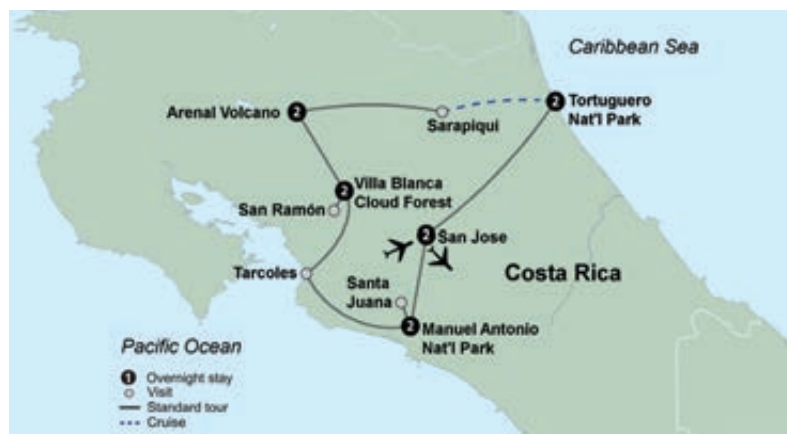 Caribbean Sea
Arenal Volcano 2
2 Tortuguero
Nat'l Park
Sarapiqui
2 Villa Blanca
Cloud Forest
San Ramón
2 San Jose
Tarcoles
Costa Rica
Santa
Juana
2 Manuel Antonio
Nat'l Park
Pacific Ocean
1 Overnight stay
Visit
Standard tour
Cruise